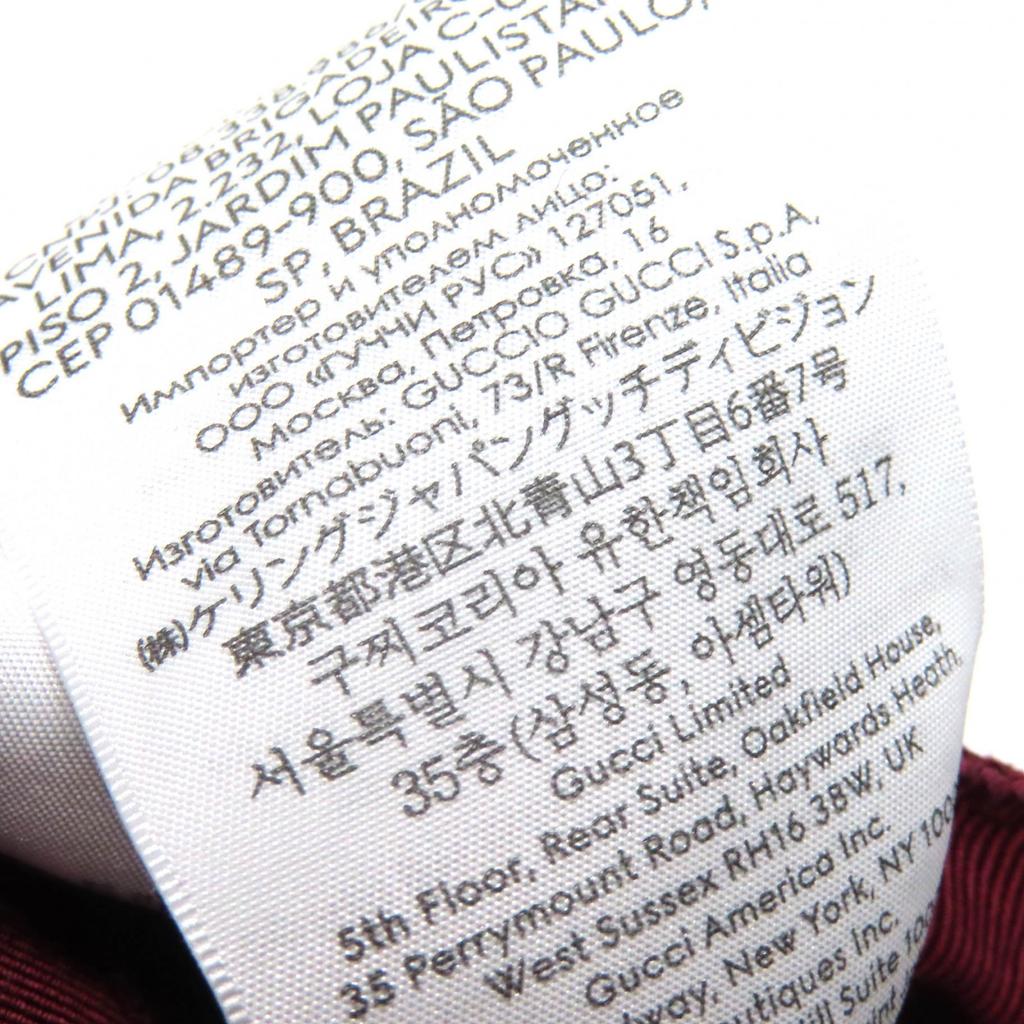 AVENIDA BRIGADEIRO
LIMA, 2.232, LOJA
PISO 2, JARDIM PAULISTA
CEP 01489-900, SÃO PAULO,
SP, BRAZIL
Импортер и уполномоченное
изготовителем лицо:
ООО «ГУЧЧИ РУС» 127051,
Москва, Петровка, 16
Изготовитель: GUCCIO GUCCI S.p.A.
via Tornabuoni, 73/R Firenze, Italia
(株)ケリングジャパングッチディビジョン
東京都港区北青山3丁目6番7号
구찌코리아 유한책임회사
서울특별시 강남구 영동대로 517,
35층(삼성동, 아셈타워)
Gucci Limited
5th Floor, Rear Suite, Oakfield House,
35 Perrymount Road, Haywards Heath,
West Sussex RH16 3BW, UK
Gucci America Inc.
New York, NY
Inc.
Suite